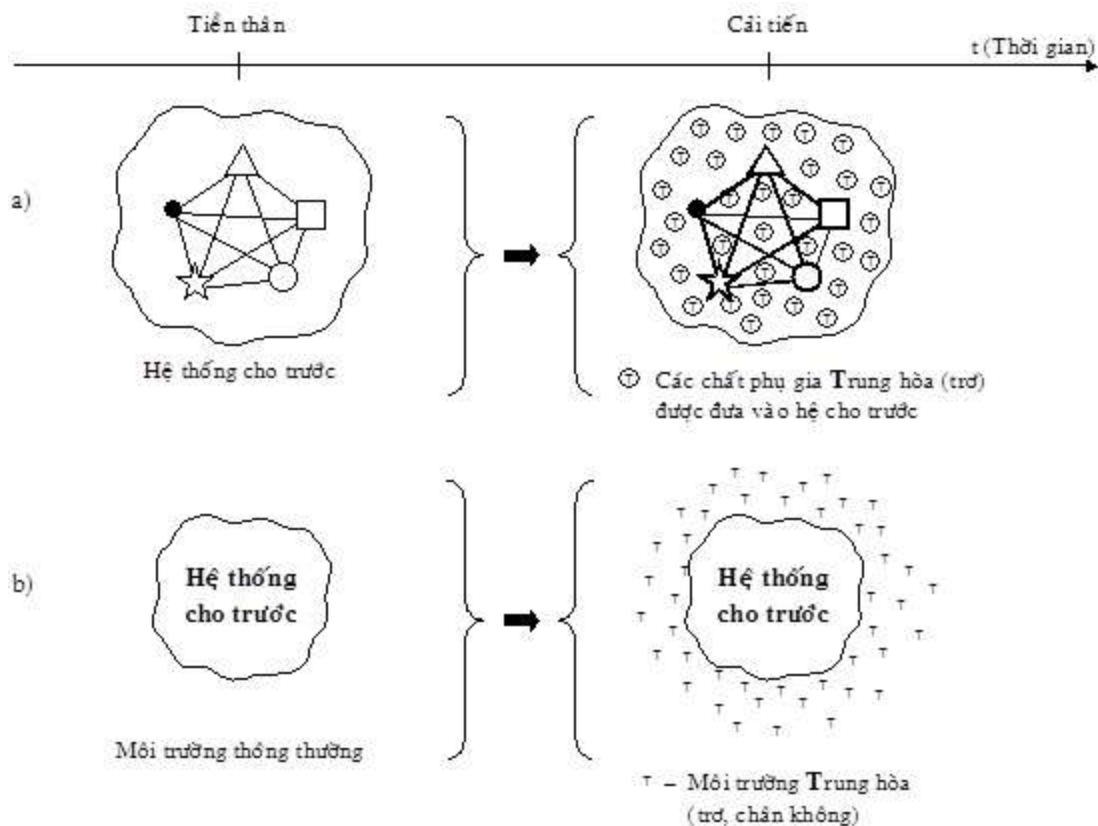 Tiền thân
Cải tiến
t (Thời gian)
a)
Hệ thống cho trước
Ⓣ Các chất phụ gia Trung hòa (trơ)
được đưa vào hệ cho trước
b)
Hệ thống
cho trước
Hệ thống
cho trước
Môi trường thông thường
T – Môi trường Trung hòa
(trơ, chân không)